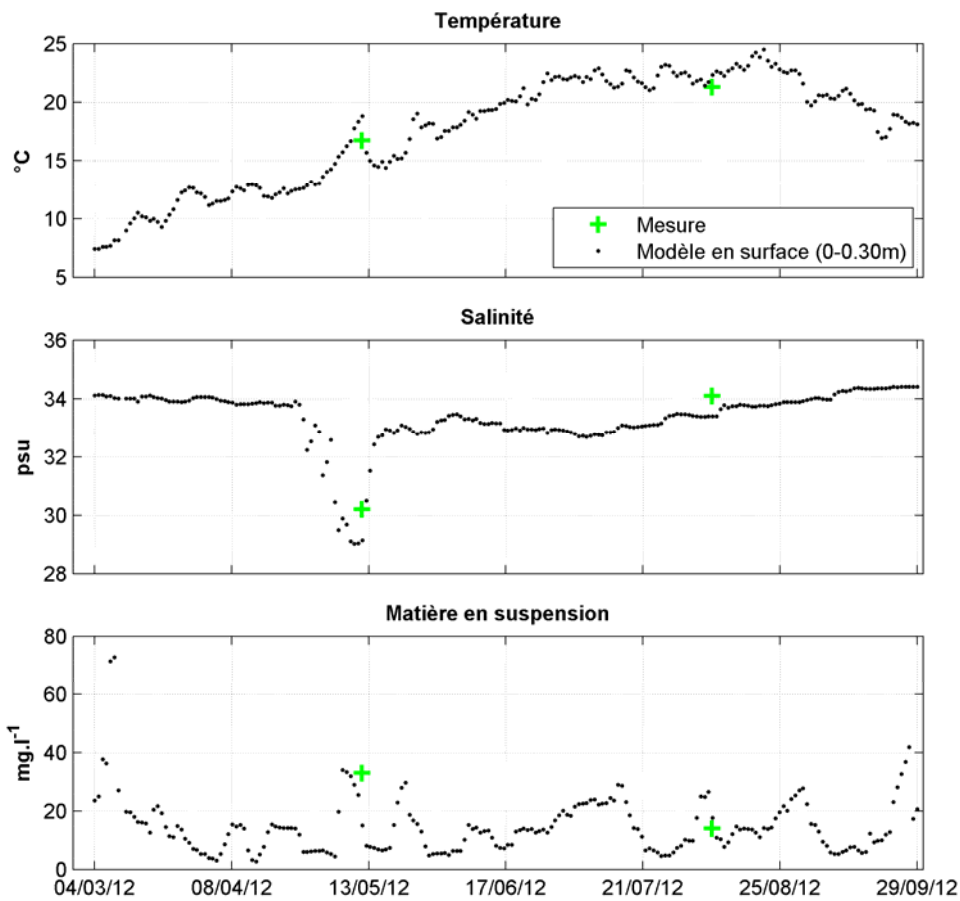 Température
25
20
15
10
5
°C
Mesure
Modèle en surface (0-0.30m)
Salinité
36
34
32
30
28
psu
Matière en suspension
80
60
40
20
0
mg.l⁻¹
04/03/12 08/04/12 13/05/12 17/06/12 21/07/12 25/08/12 29/09/12